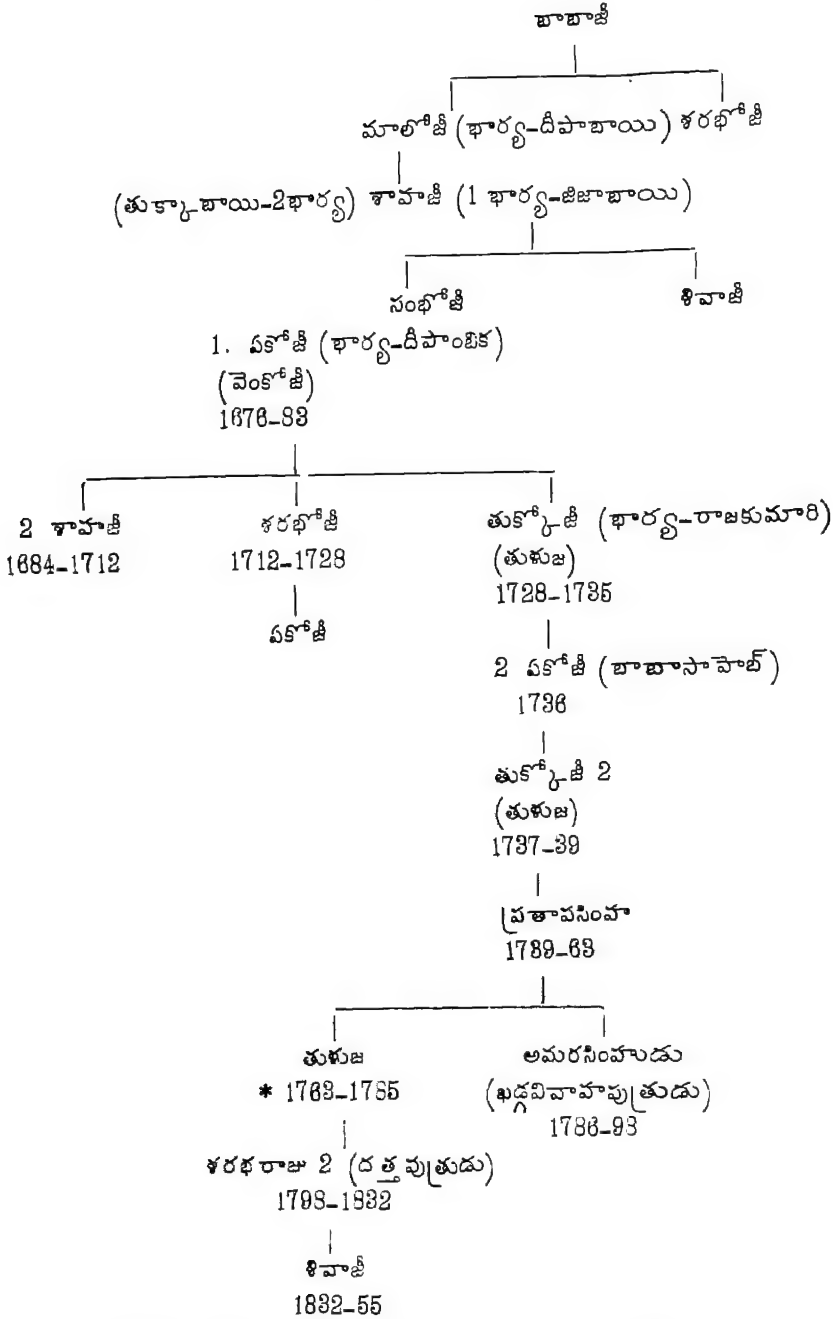 బాబాజీ
మాలోజీ (భార్య-దీపాబాయి) శరభోజీ
(తుక్కాబాయి-2భార్య) శాహజీ (1 భార్య-జిజాబాయి)
సంభోజీ శివాజీ
1. ఏకోజీ (భార్య-దీపాంబిక)
(వెంకోజీ)
1676-83
2 శాహజీ శరభోజీ తుక్కోజీ (భార్య-రాజకుమారి)
1684-1712 1712-1728 (తుళుజ)
1728-1735
ఏకోజీ
2 ఏకోజీ (బాబాసాహెబ్)
1736
తుక్కోజీ 2
(తుళుజ)
1737-39
ప్రతాపసింహ
1739-63
తుళుజ అమరసింహుడు
* 1763-1785 (ఖడ్గవివాహపుత్రుడు)
1786-98
శరభరాజు 2 (దత్తపుత్రుడు)
1798-1832
శివాజీ
1832-55